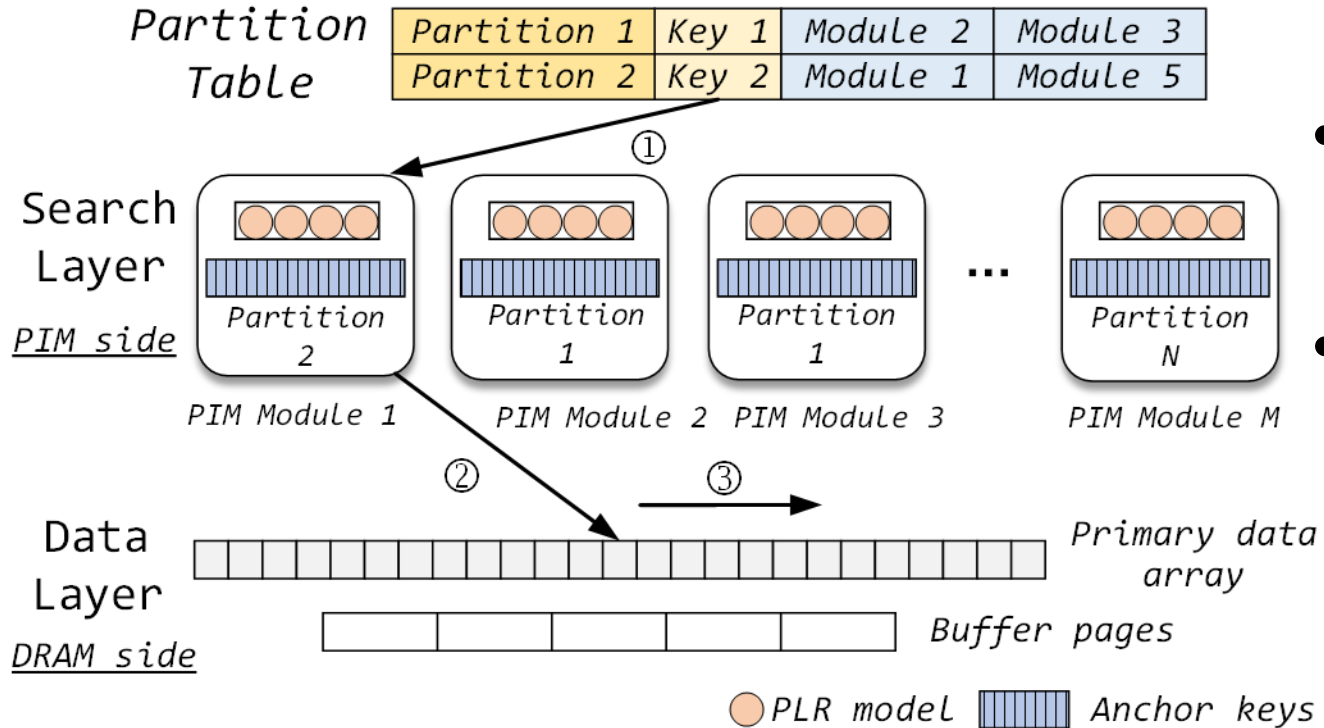 Partition Table
Partition 1 Key 1 Module 2 Module 3
Partition 2 Key 2 Module 1 Module 5
①
Search
Layer
PIM side
Partition
2
Partition
1
Partition
1
...
Partition
N
PIM Module 1
PIM Module 2
PIM Module 3
PIM Module M
②
③
Data
Layer
DRAM side
Primary data
array
Buffer pages
PLR model
Anchor keys